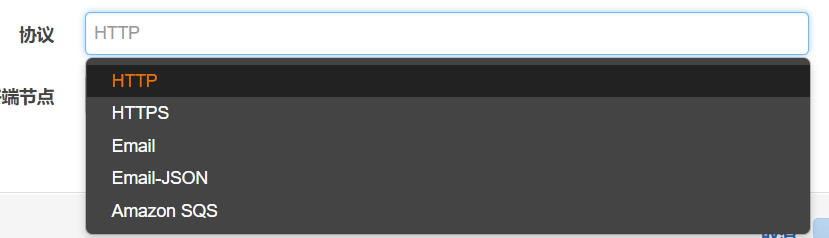 协议
HTTP
HTTP
端节点
HTTPS
Email
Email-JSON
Amazon SQS